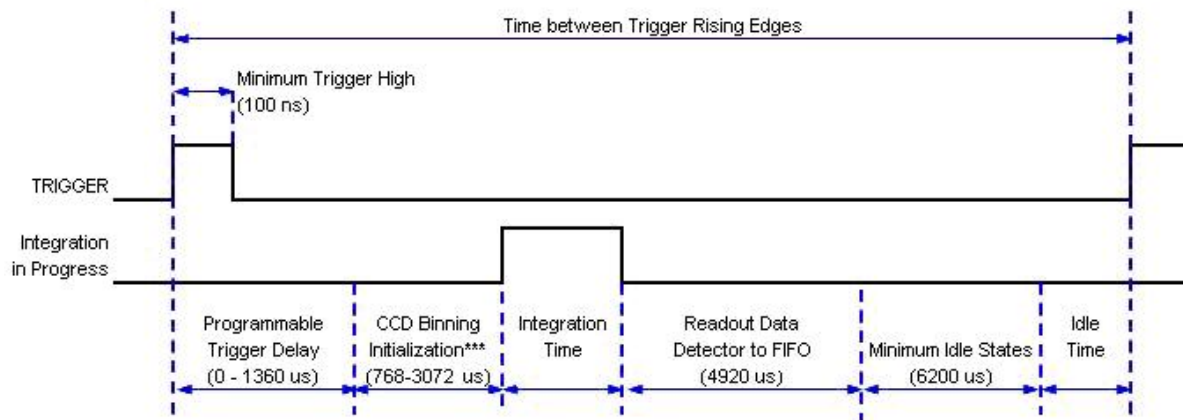 Time between Trigger Rising Edges
Minimum Trigger High
(100 ns)
TRIGGER
Integration
in Progress
Programmable
Trigger Delay
(0 - 1360 us)
CCD Binning
Initialization***
(768-3072 us)
Integration
Time
Readout Data
Detector to FIFO
(4920 us)
Minimum Idle States
(6200 us)
Idle
Time